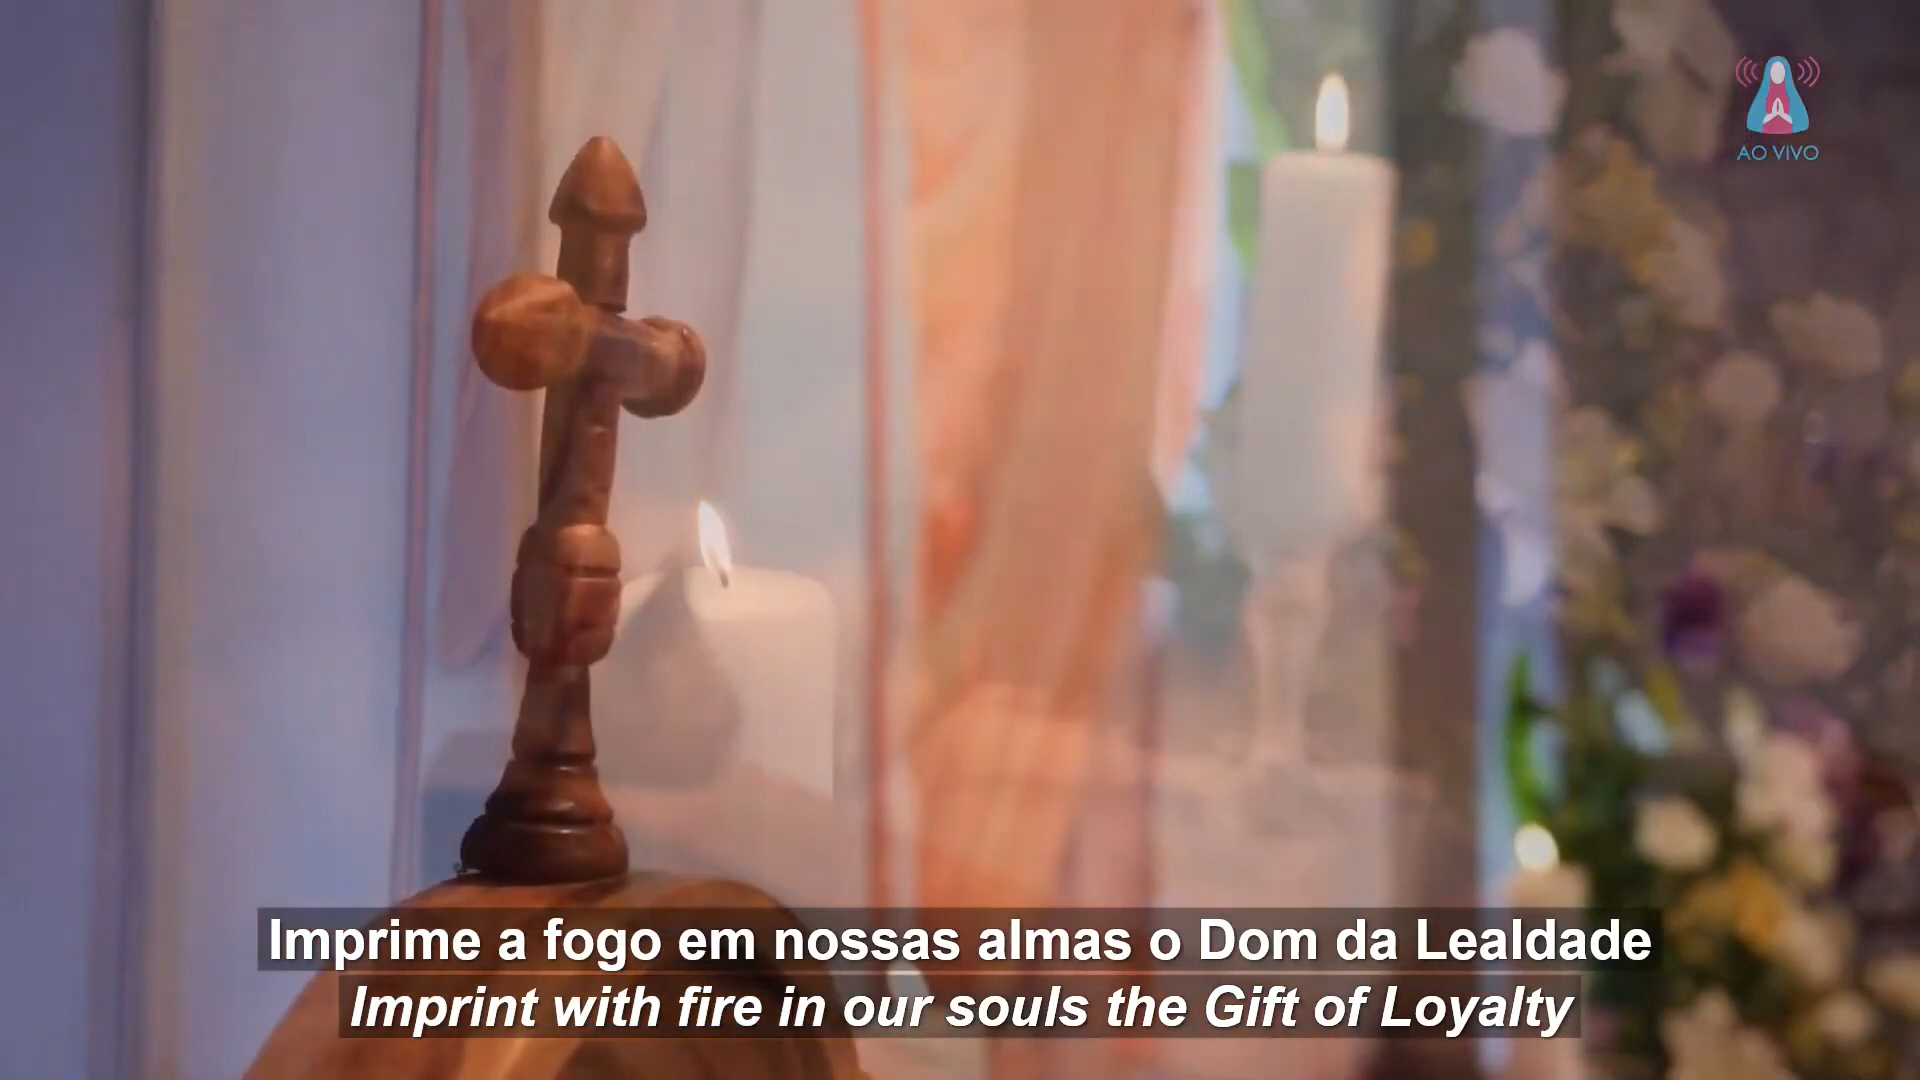 AO VIVO
Imprime a fogo em nossas almas o Dom da Lealdade
Imprint with fire in our souls the Gift of Loyalty